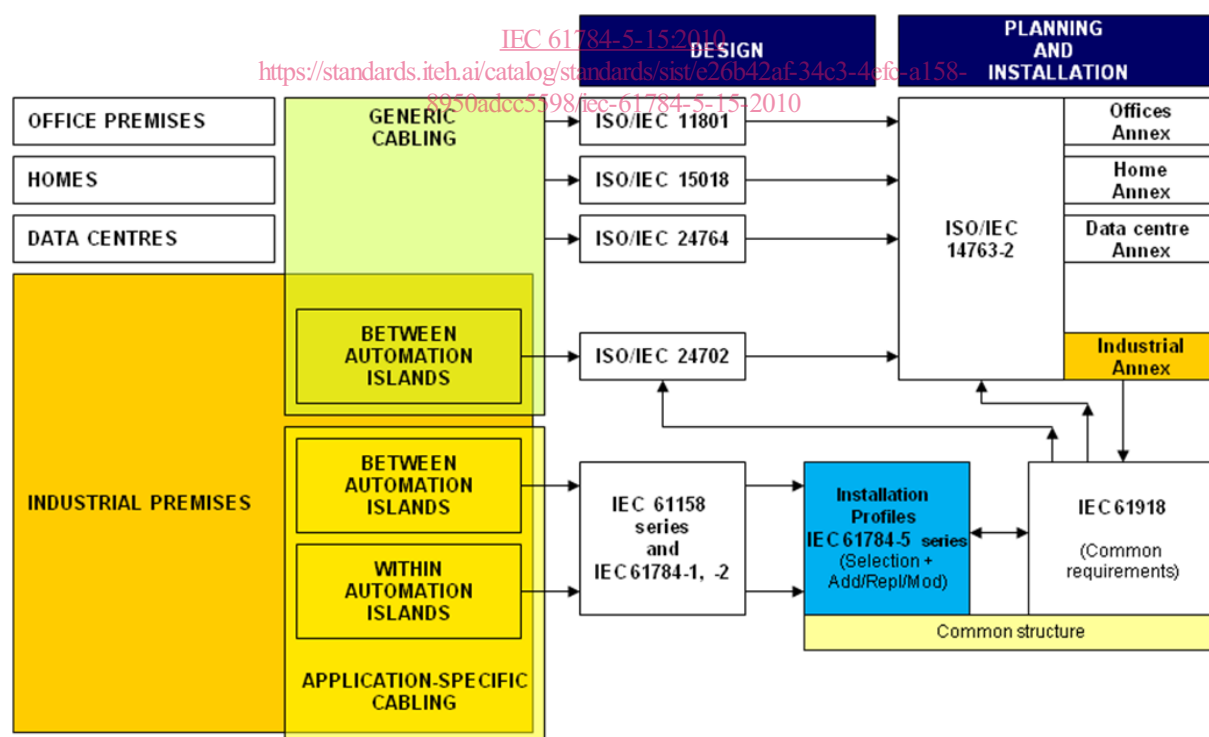 IEC 61784-5-15:2010
https://standards.iteh.ai/catalog/standards/sist/e26b42af-34c3-4efc-a158-
8950adcc5598/iec-61784-5-15-2010
DESIGN
PLANNING
AND
INSTALLATION
OFFICE PREMISES
GENERIC
CABLING
ISO/IEC 11801
Offices
Annex
HOMES
ISO/IEC 15018
Home
Annex
DATA CENTRES
ISO/IEC 24764
ISO/IEC
14763-2
Data centre
Annex
BETWEEN
AUTOMATION
ISLANDS
ISO/IEC 24702
Industrial
Annex
INDUSTRIAL PREMISES
BETWEEN
AUTOMATION
ISLANDS
IEC 61158
series
and
IEC 61784-1, -2
Installation
Profiles
IEC 61784-5 series
(Selection +
Add/Repl/Mod)
IEC 61918
(Common
requirements)
WITHIN
AUTOMATION
ISLANDS
Common structure
APPLICATION-SPECIFIC
CABLING